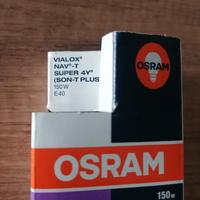 VIALOX®
NAV®-T
SUPER 4Y®
(SON-T PLUS
150W
E40
OSRAM
OSRAM
150W